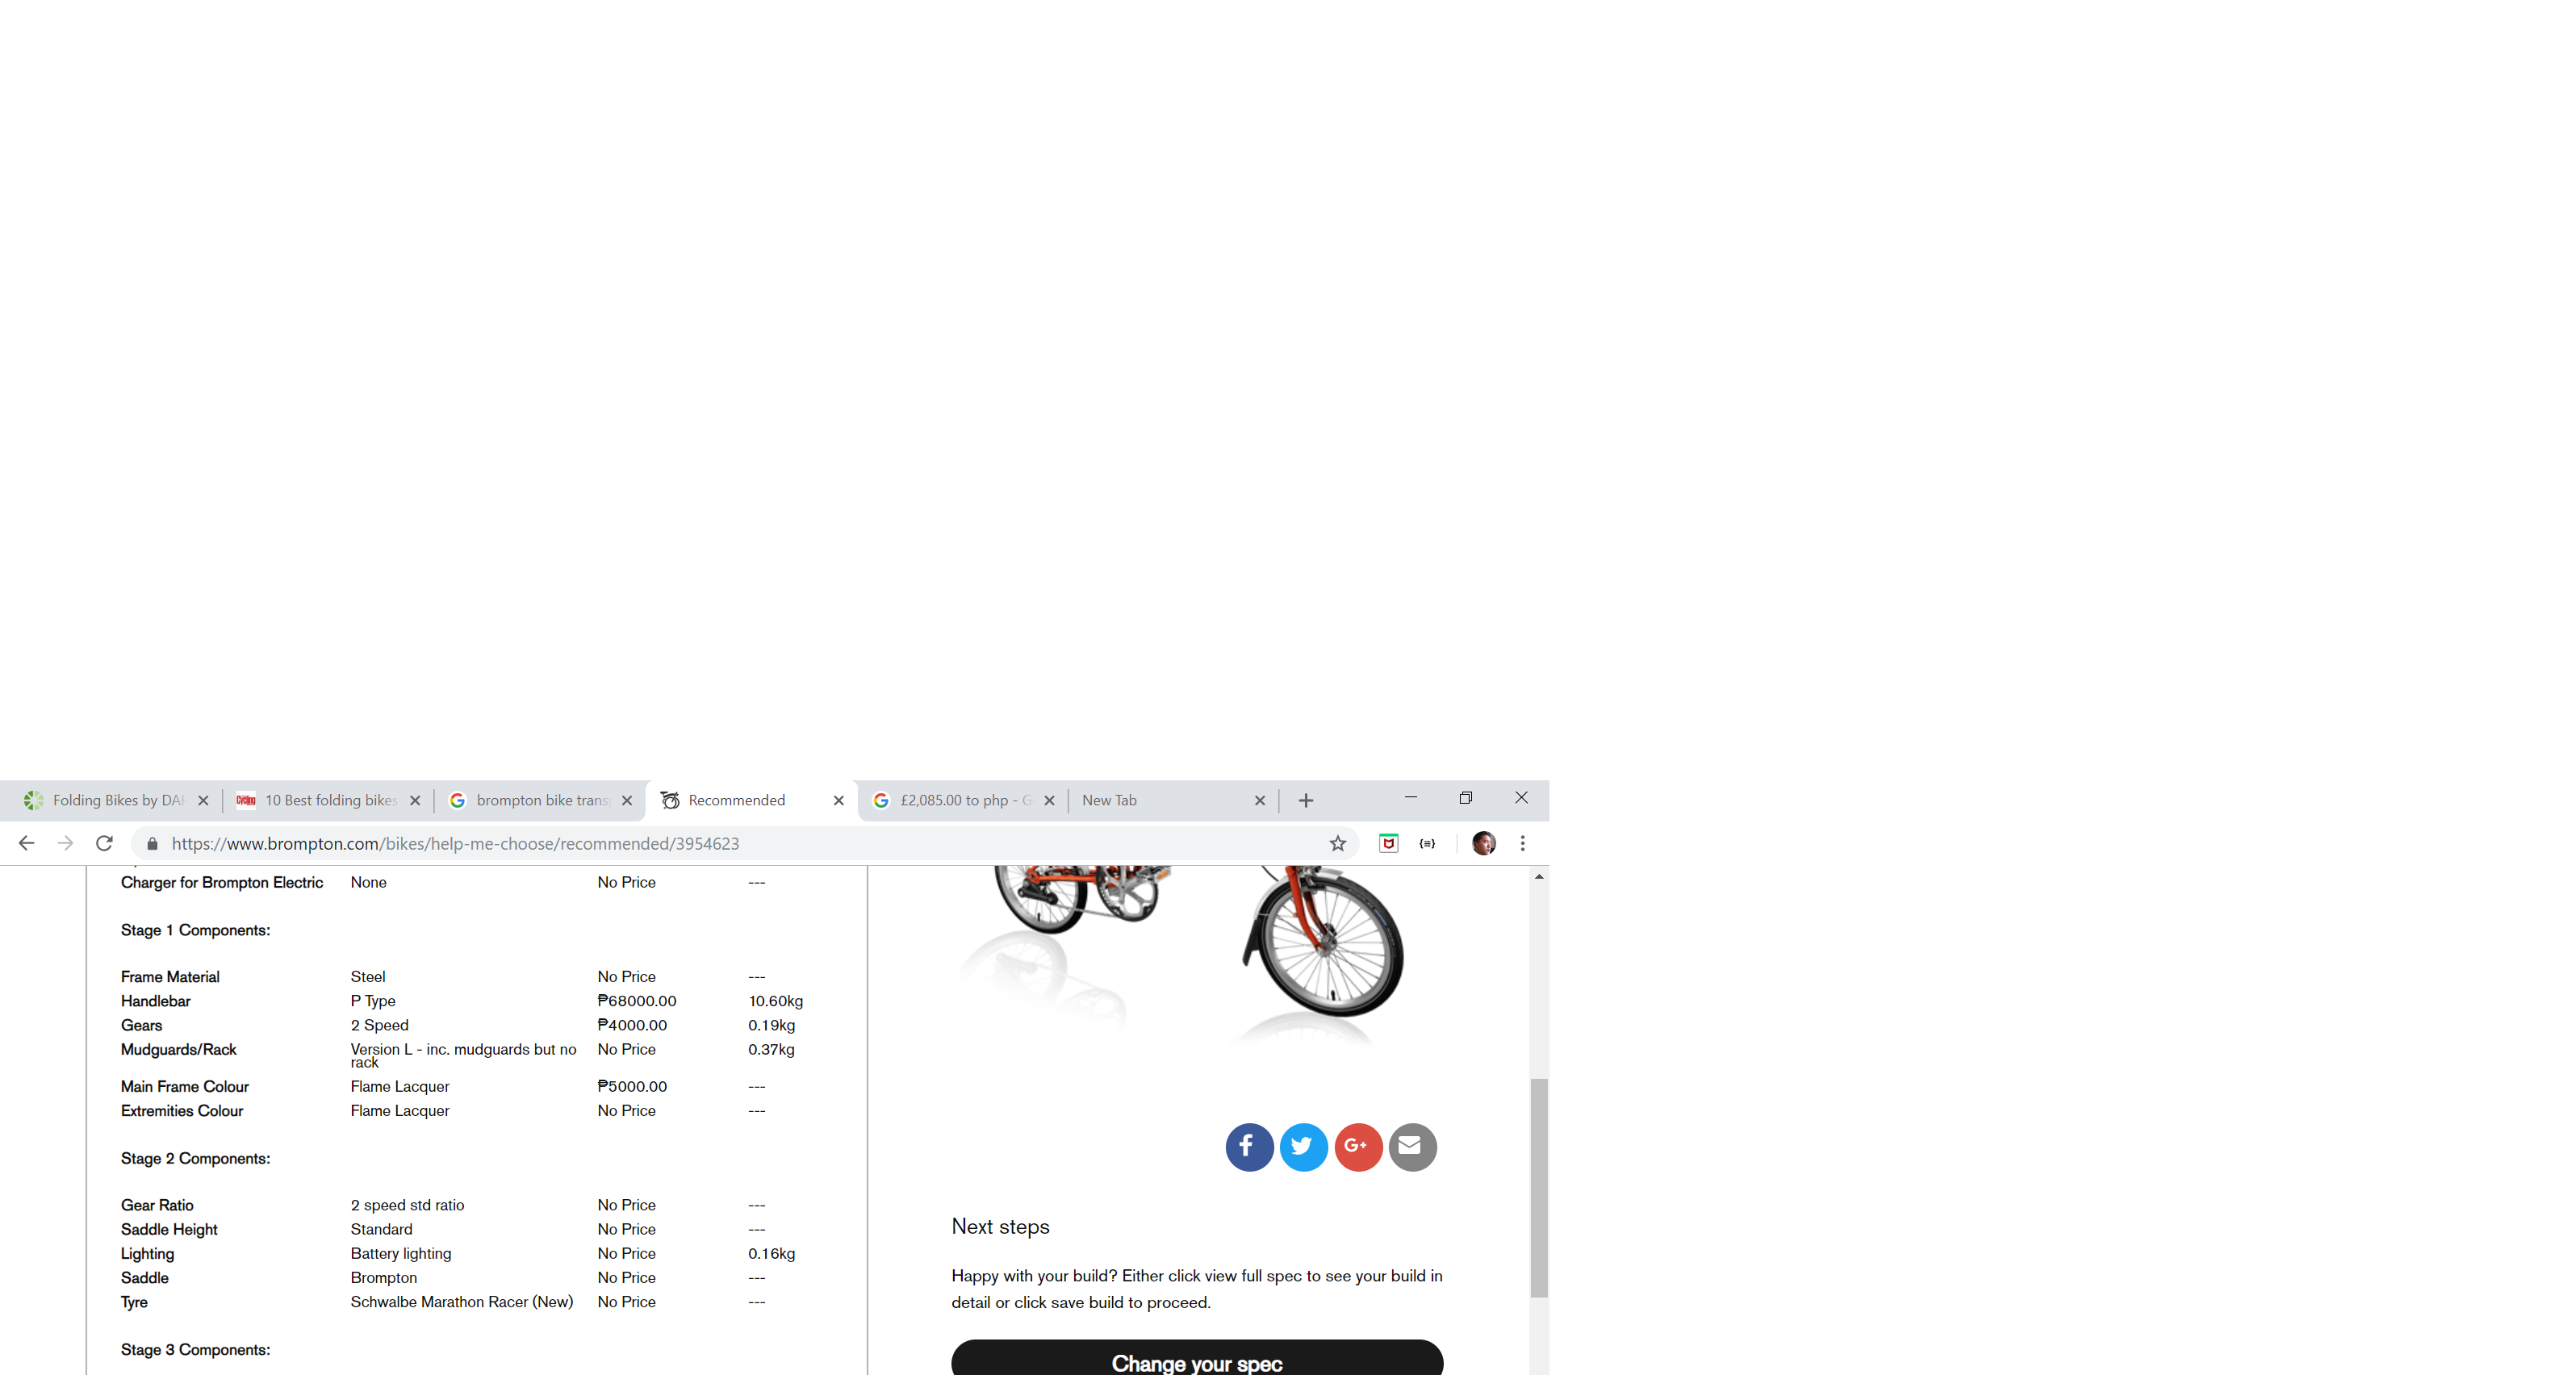 Folding Bikes by DAH
10 Best folding bikes
brompton bike trans
Recommended
£2,085.00 to php - G
New Tab
https://www.brompton.com/bikes/help-me-choose/recommended/3954623
Charger for Brompton Electric None No Price ---
Stage 1 Components:
Frame Material Steel No Price ---
Handlebar P Type ₱68000.00 10.60kg
Gears 2 Speed ₱4000.00 0.19kg
Mudguards/Rack Version L - inc. mudguards but no No Price 0.37kg
rack
Main Frame Colour Flame Lacquer ₱5000.00 ---
Extremities Colour Flame Lacquer No Price ---
Stage 2 Components:
Gear Ratio 2 speed std ratio No Price ---
Saddle Height Standard No Price ---
Lighting Battery lighting No Price 0.16kg
Saddle Brompton No Price ---
Tyre Schwalbe Marathon Racer (New) No Price ---
Stage 3 Components:
Next steps
Happy with your build? Either click view full spec to see your build in
detail or click save build to proceed.
Change your spec